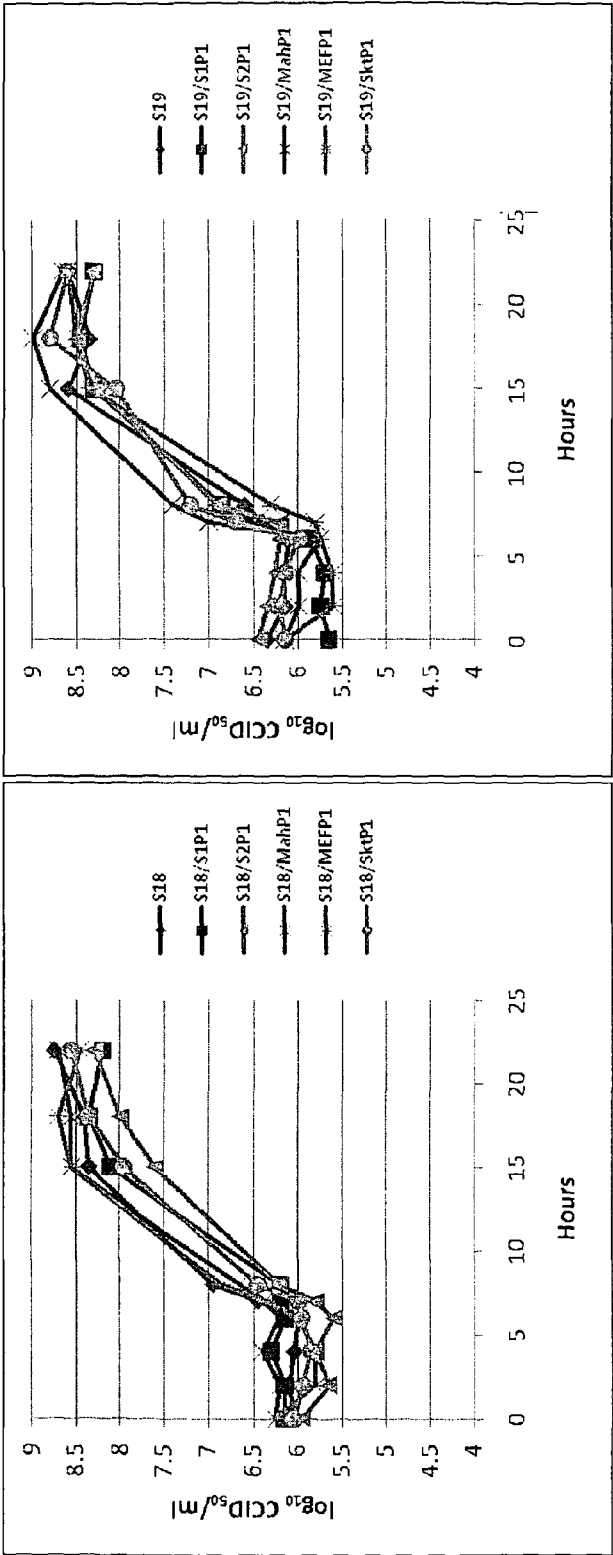 log₁₀ CCID₅₀/ml
9
8.5
8
7.5
7
6.5
6
5.5
5
4.5
4
0
5
10
15
20
25
Hours
S18
S18/S1P1
S18/S2P1
S18/MahP1
S18/MEFP1
S18/SktP1
log₁₀ CCID₅₀/ml
9
8.5
8
7.5
7
6.5
6
5.5
5
4.5
4
0
5
10
15
20
25
Hours
S19
S19/S1P1
S19/S2P1
S19/MahP1
S19/MEFP1
S19/SktP1